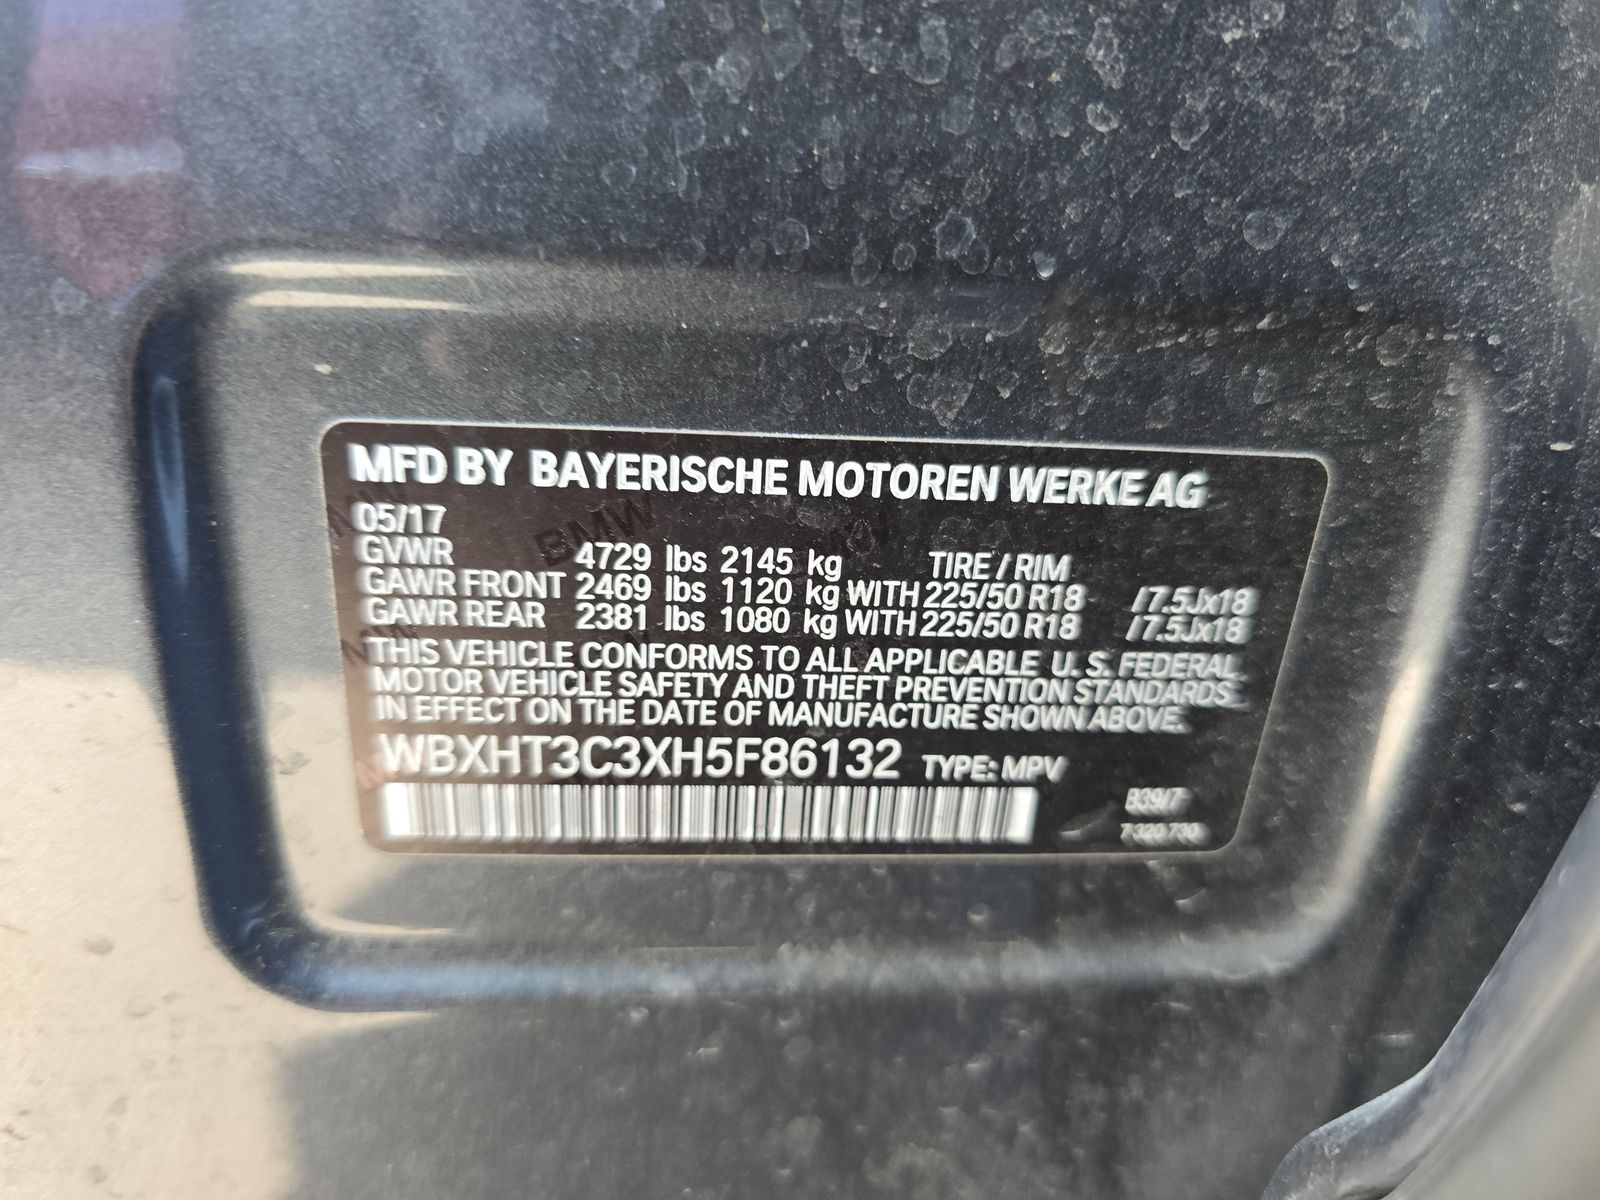 MFD BY BAYERISCHE MOTOREN WERKE AG
05/17
GVWR 4729 lbs 2145 kg TIRE / RIM
GAWR FRONT 2469 lbs 1120 kg WITH 225/50 R18 /7.5Jx18
GAWR REAR 2381 lbs 1080 kg WITH 225/50 R18 /7.5Jx18
THIS VEHICLE CONFORMS TO ALL APPLICABLE U. S. FEDERAL
MOTOR VEHICLE SAFETY AND THEFT PREVENTION STANDARDS
IN EFFECT ON THE DATE OF MANUFACTURE SHOWN ABOVE.
WBXHT3C3XH5F86132 TYPE: MPV
B39/7
7 320 730